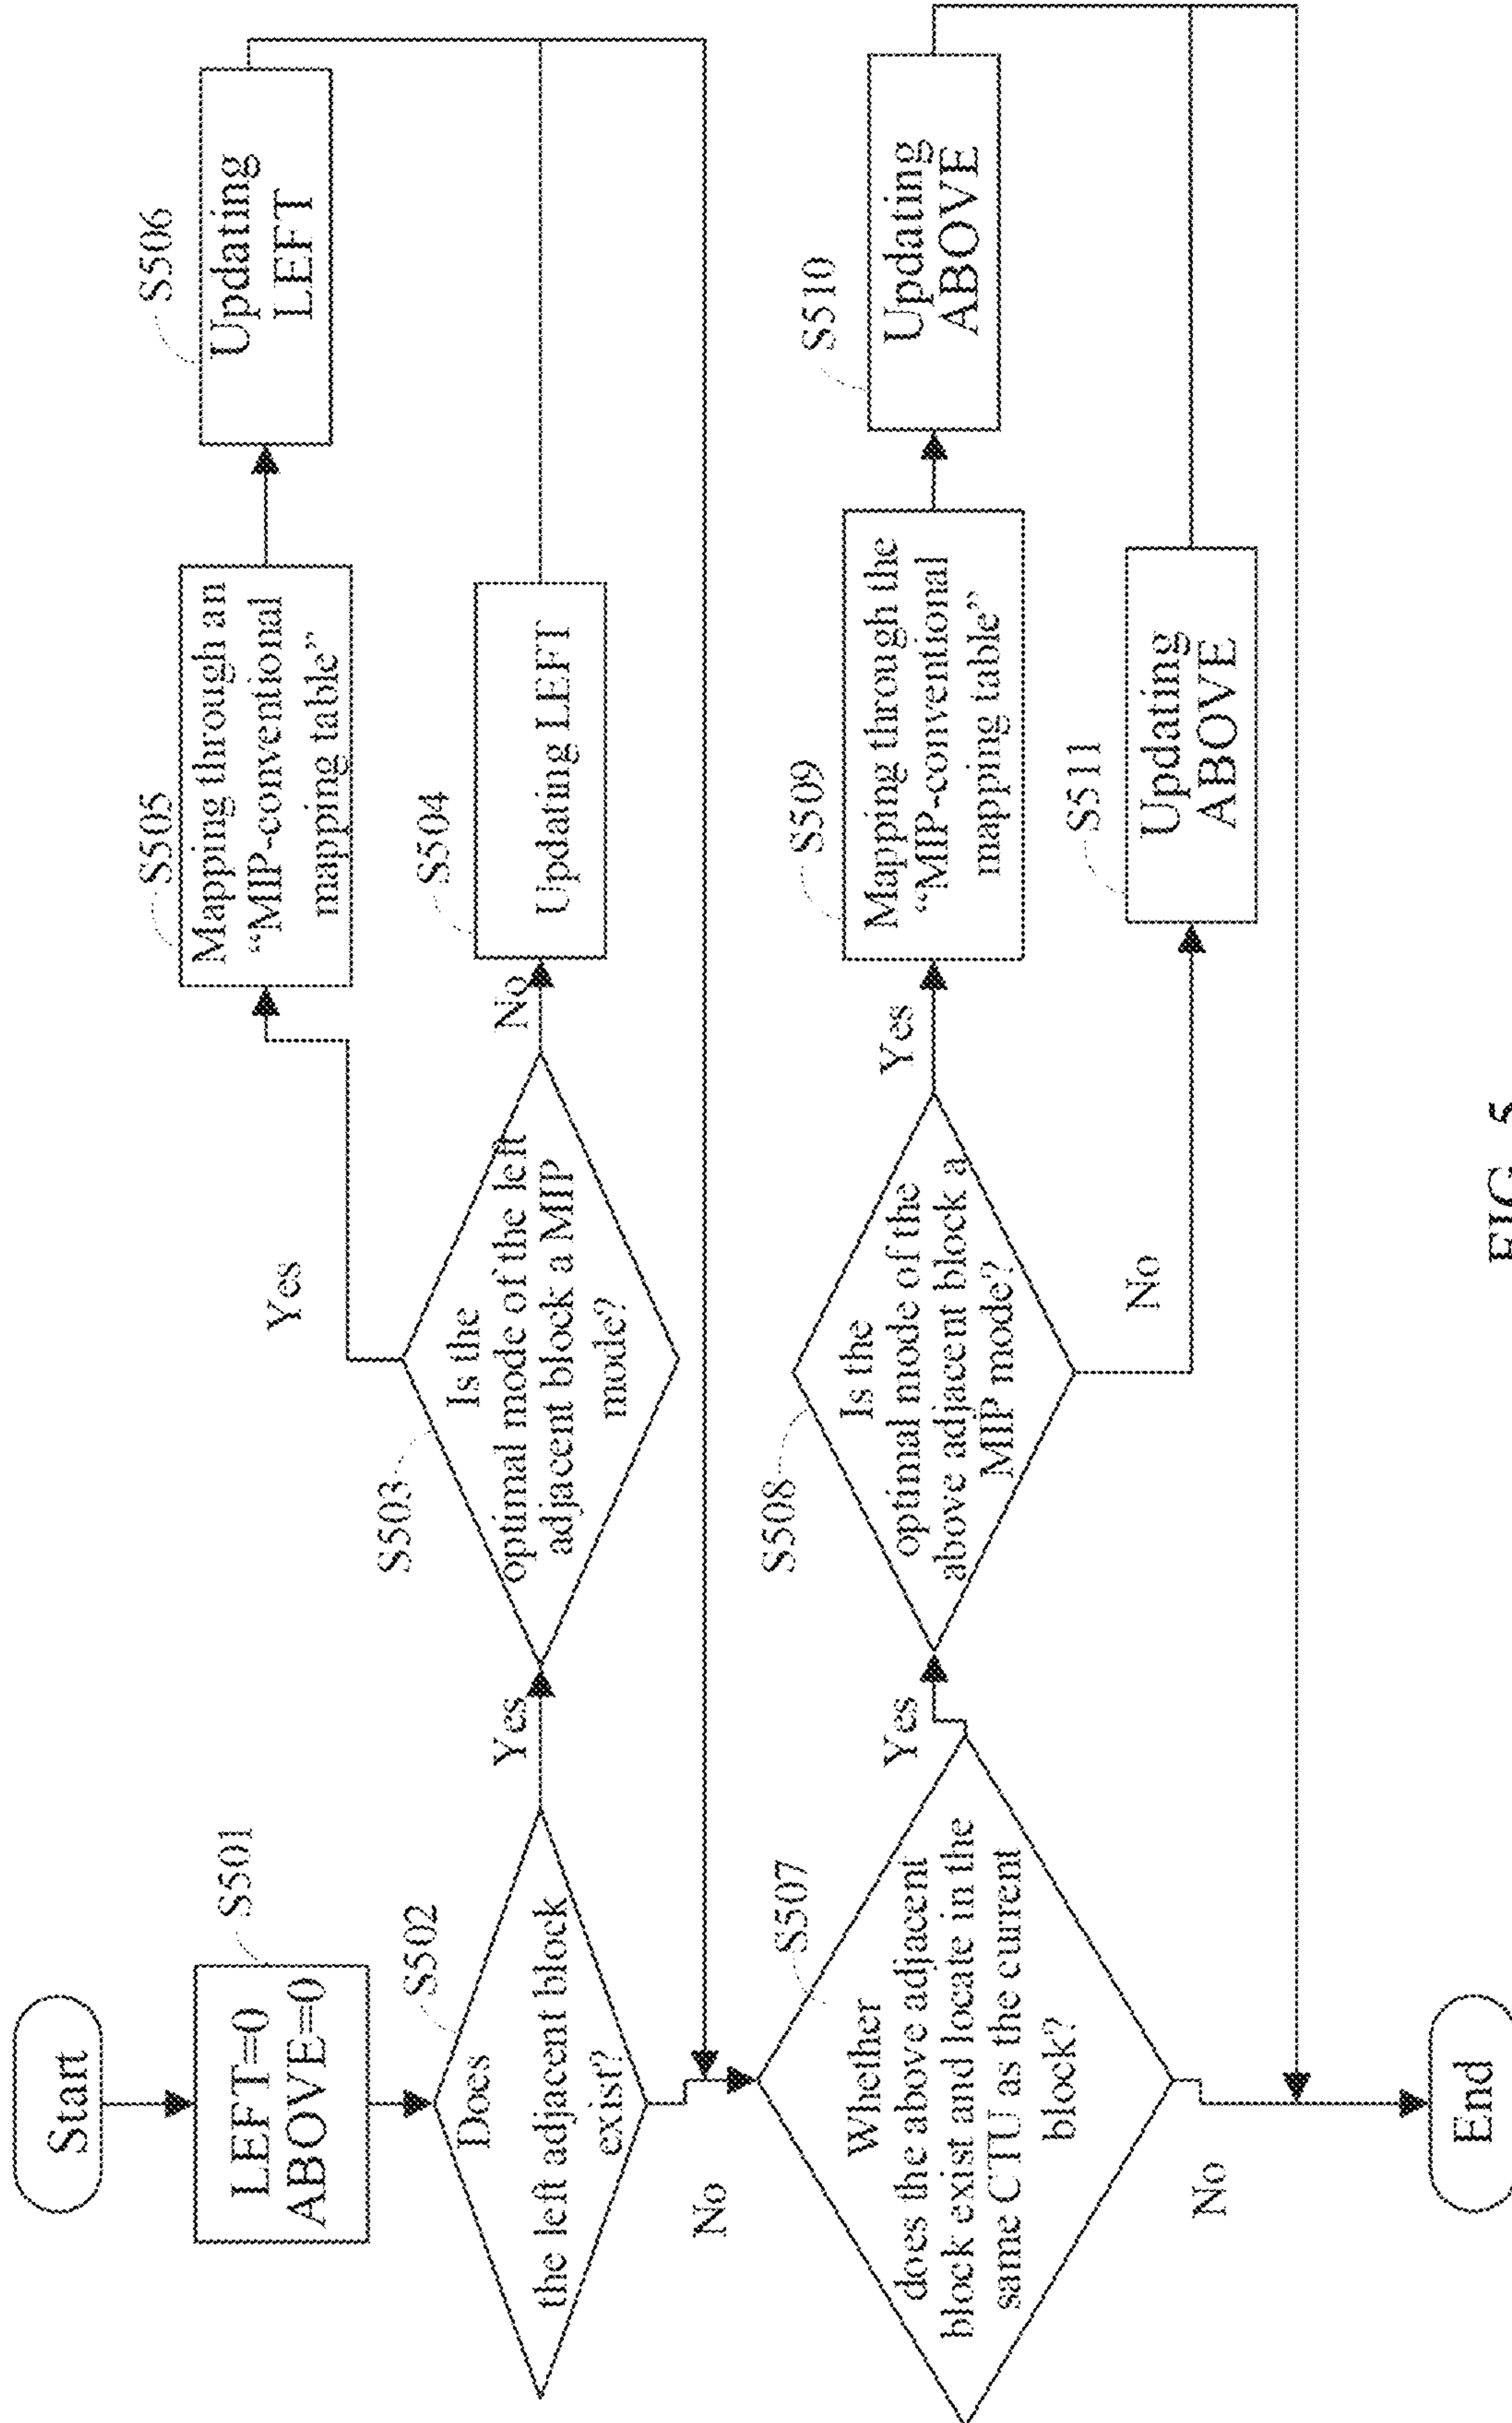 Start
S501
LEFT=0
ABOVE=0
S502
Does
the left adjacent block
exist?
Yes
No
S503
Is the
optimal mode of the left
adjacent block a MIP
mode?
Yes
No
S505
Mapping through an
“MIP-conventional
mapping table”
S506
Updating
LEFT
S504
Updating LEFT
S507
Whether
does the above adjacent
block exist and locate in the
same CTU as the current
block?
Yes
No
S508
Is the
optimal mode of the
above adjacent block a
MIP mode?
Yes
No
S509
Mapping through the
“MIP-conventional
mapping table”
S510
Updating
ABOVE
S511
Updating
ABOVE
End
FIG. 5